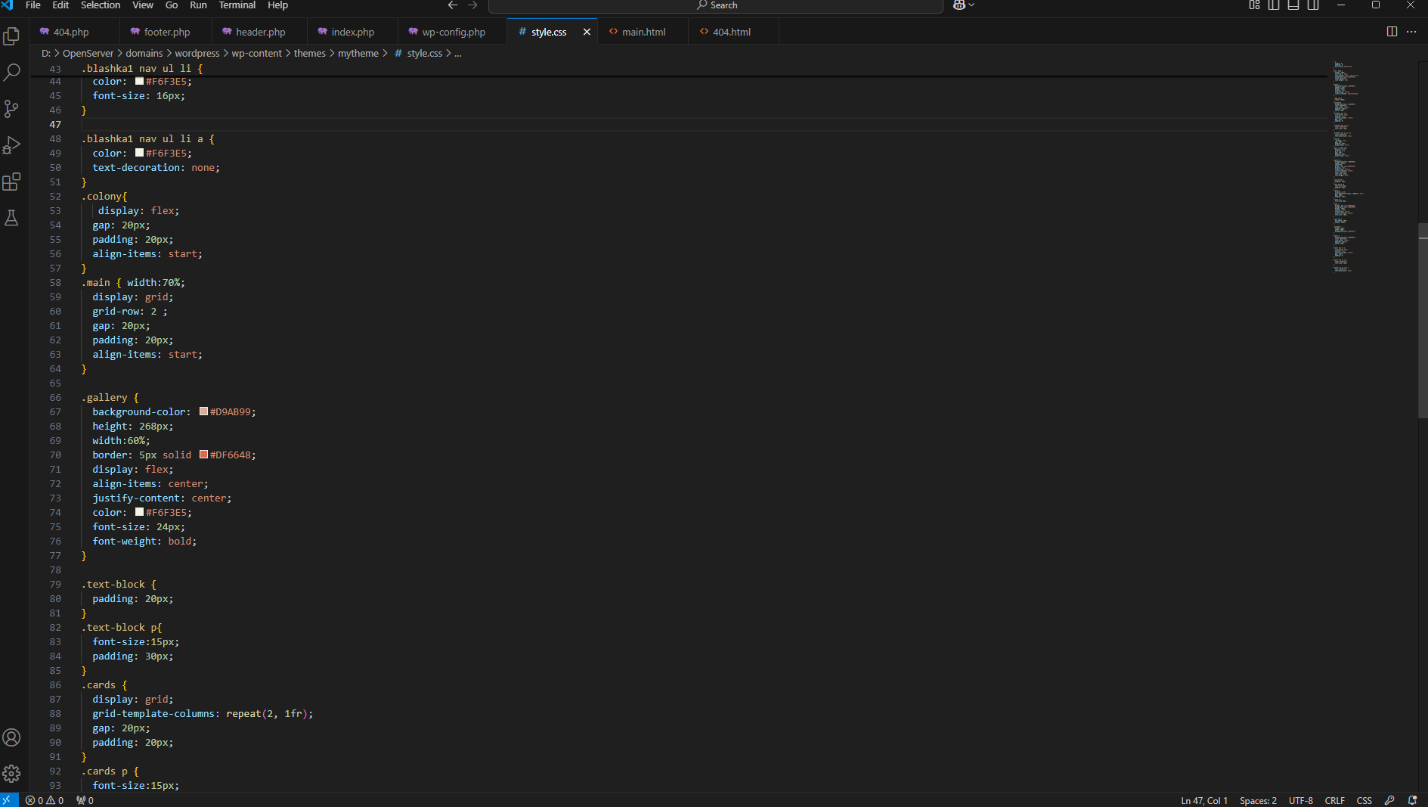 File Edit Selection View Go Run Terminal Help
Search
404.php footer.php header.php index.php wp-config.php style.css main.html 404.html
D: > OpenServer > domains > wordpress > wp-content > themes > mytheme > # style.css > ...
43 .blashka1 nav ul li {
44 color: #F6F3E5;
45 font-size: 16px;
46 }
47
48 .blashka1 nav ul li a {
49 color: #F6F3E5;
50 text-decoration: none;
51 }
52 .colony{
53 display: flex;
54 gap: 20px;
55 padding: 20px;
56 align-items: start;
57 }
58 .main { width:70%;
59 display: grid;
60 grid-row: 2 ;
61 gap: 20px;
62 padding: 20px;
63 align-items: start;
64 }
65
66 .gallery {
67 background-color: #D9AB99;
68 height: 268px;
69 width:60%;
70 border: 5px solid #DF6648;
71 display: flex;
72 align-items: center;
73 justify-content: center;
74 color: #F6F3E5;
75 font-size: 24px;
76 font-weight: bold;
77 }
78
79 .text-block {
80 padding: 20px;
81 }
82 .text-block p{
83 font-size:15px;
84 padding: 30px;
85 }
86 .cards {
87 display: grid;
88 grid-template-columns: repeat(2, 1fr);
89 gap: 20px;
90 padding: 20px;
91 }
92 .cards p {
93 font-size:15px;
0 0 0 Ln 47, Col 1 Spaces: 2 UTF-8 CRLF CSS